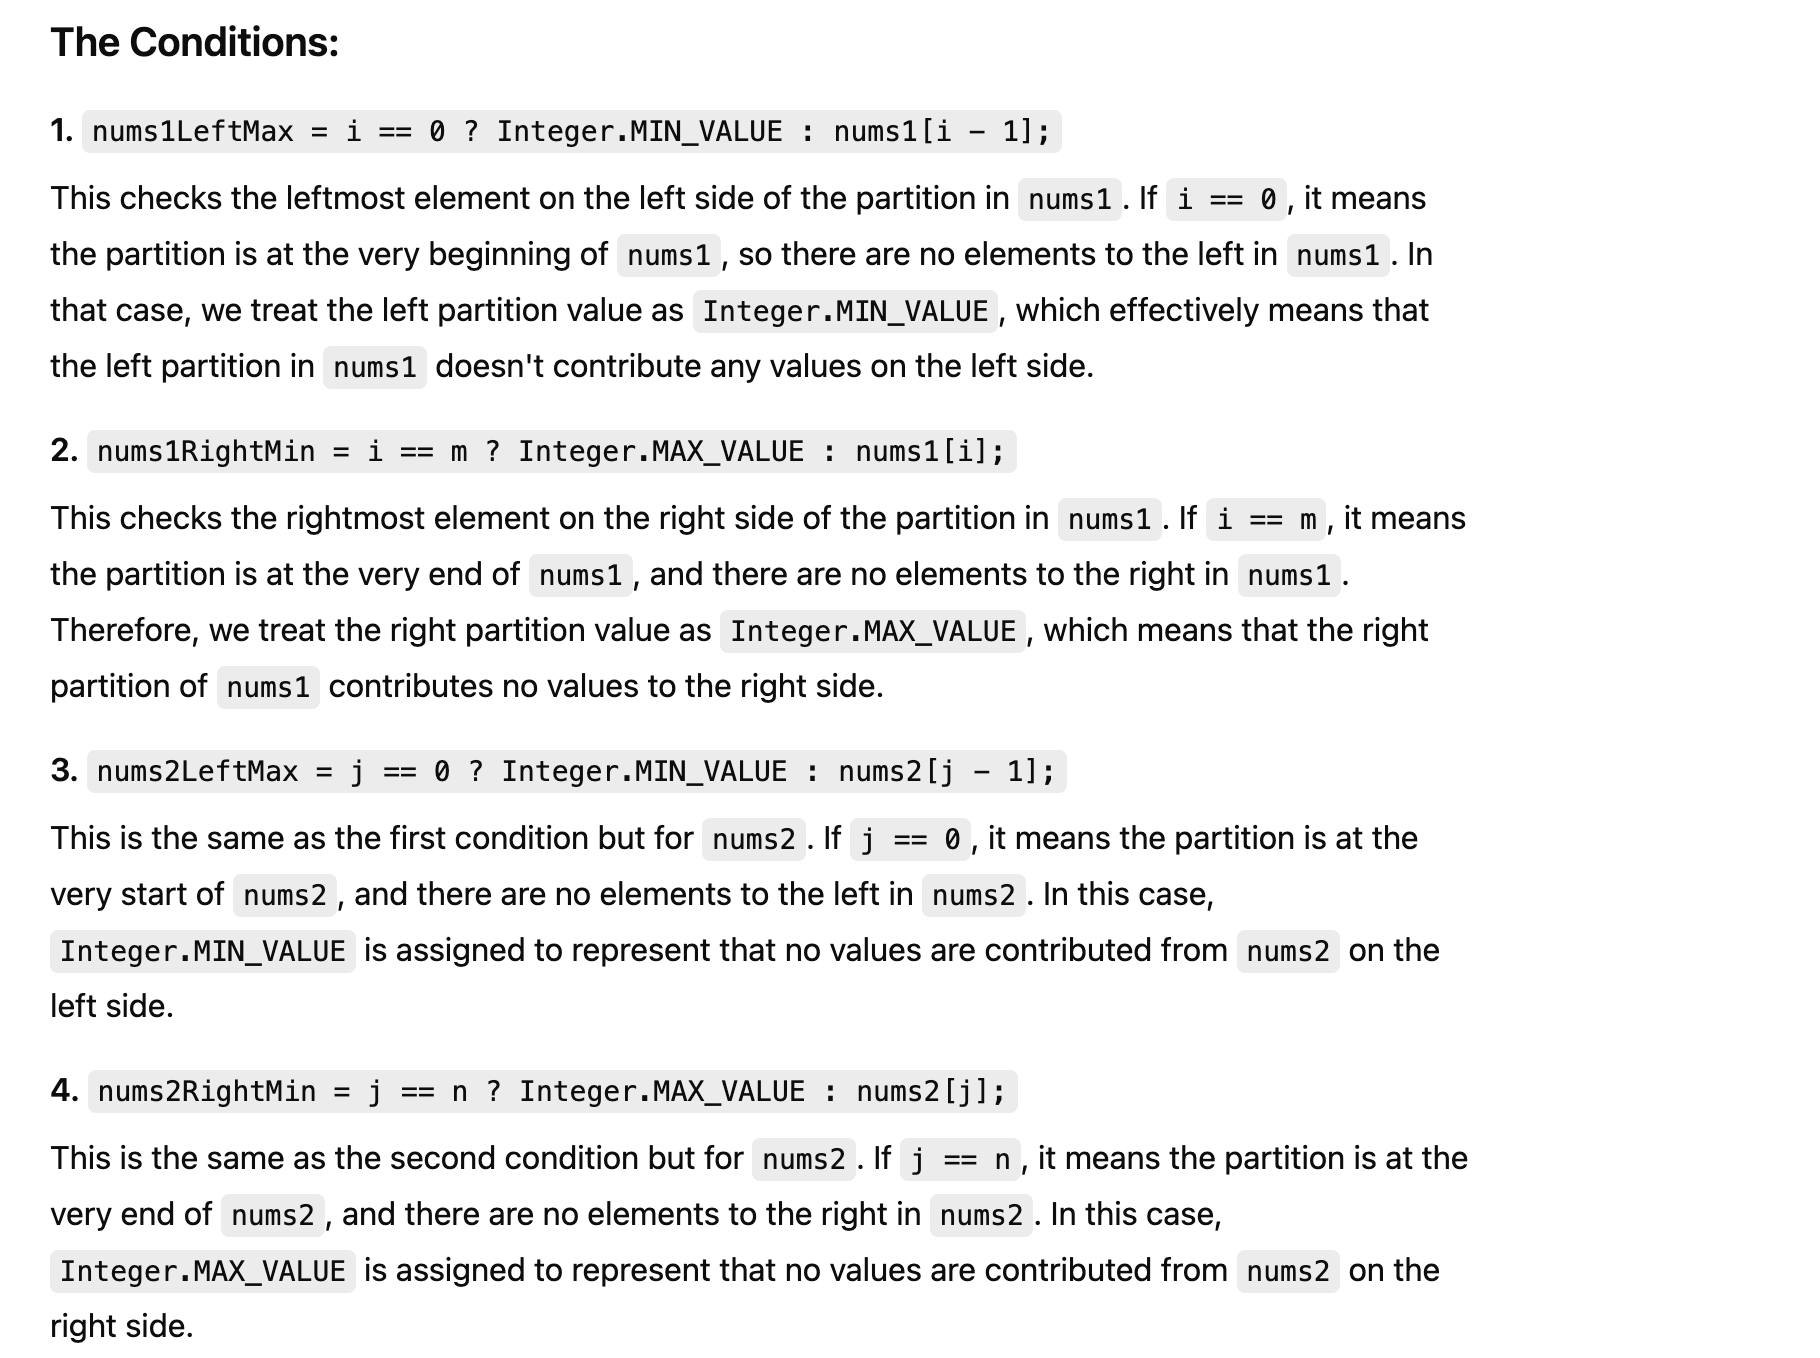 The Conditions:
1. nums1LeftMax = i == 0 ? Integer.MIN_VALUE : nums1[i - 1];
This checks the leftmost element on the left side of the partition in nums1. If i == 0, it means
the partition is at the very beginning of nums1, so there are no elements to the left in nums1. In
that case, we treat the left partition value as Integer.MIN_VALUE, which effectively means that
the left partition in nums1 doesn't contribute any values on the left side.
2. nums1RightMin = i == m ? Integer.MAX_VALUE : nums1[i];
This checks the rightmost element on the right side of the partition in nums1. If i == m, it means
the partition is at the very end of nums1, and there are no elements to the right in nums1.
Therefore, we treat the right partition value as Integer.MAX_VALUE, which means that the right
partition of nums1 contributes no values to the right side.
3. nums2LeftMax = j == 0 ? Integer.MIN_VALUE : nums2[j - 1];
This is the same as the first condition but for nums2. If j == 0, it means the partition is at the
very start of nums2, and there are no elements to the left in nums2. In this case,
Integer.MIN_VALUE is assigned to represent that no values are contributed from nums2 on the
left side.
4. nums2RightMin = j == n ? Integer.MAX_VALUE : nums2[j];
This is the same as the second condition but for nums2. If j == n, it means the partition is at the
very end of nums2, and there are no elements to the right in nums2. In this case,
Integer.MAX_VALUE is assigned to represent that no values are contributed from nums2 on the
right side.